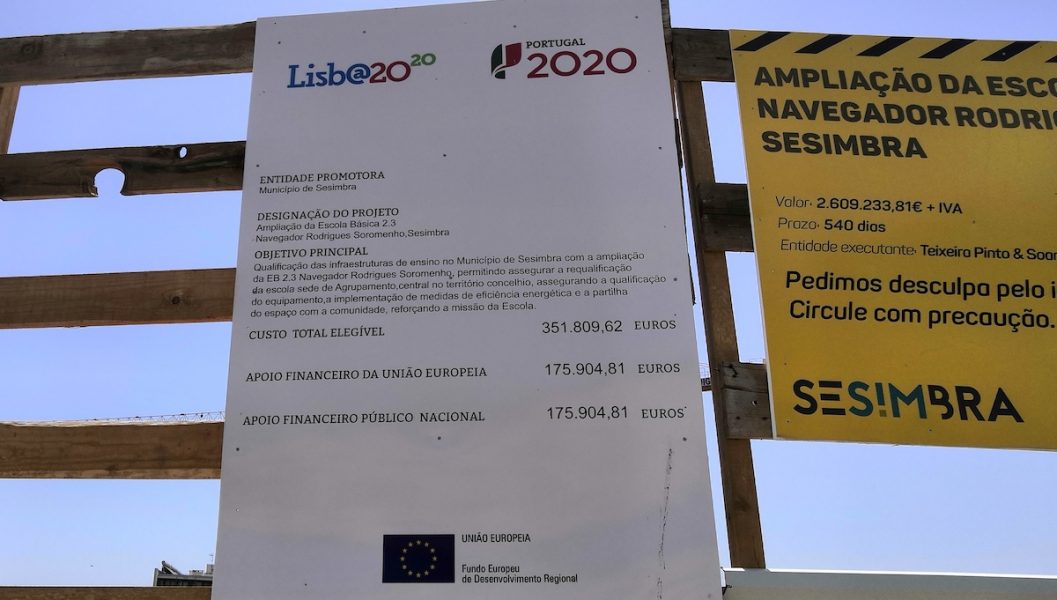 Lisb@2020
PORTUGAL
2020
ENTIDADE PROMOTORA
Município de Sesimbra
DESIGNAÇÃO DO PROJETO
Ampliação da Escola Básica 2.3
Navegador Rodrigues Soromenho,Sesimbra
OBJETIVO PRINCIPAL
Qualificação das infraestruturas de ensino no Município de Sesimbra com a ampliação
da EB 2.3 Navegador Rodrigues Soromenho, permitindo assegurar a requalificação
da escola sede de Agrupamento,central no território concelhio, assegurando a qualificação
do equipamento,a implementação de medidas de eficiência energética e a partilha
do espaço com a comunidade, reforçando a missão da Escola.
CUSTO TOTAL ELEGÍVEL 351.809,62 EUROS
APOIO FINANCEIRO DA UNIÃO EUROPEIA 175.904,81 EUROS
APOIO FINANCEIRO PÚBLICO NACIONAL 175.904,81 EUROS
UNIÃO EUROPEIA
Fundo Europeu
de Desenvolvimento Regional
AMPLIAÇÃO DA ESCO
NAVEGADOR RODRIG
SESIMBRA
Valor: 2.609.233,81€ + IVA
Prazo: 540 dias
Entidade executante: Teixeira Pinto & Soar
Pedimos desculpa pelo i
Circule com precaução.
SES!MBRA